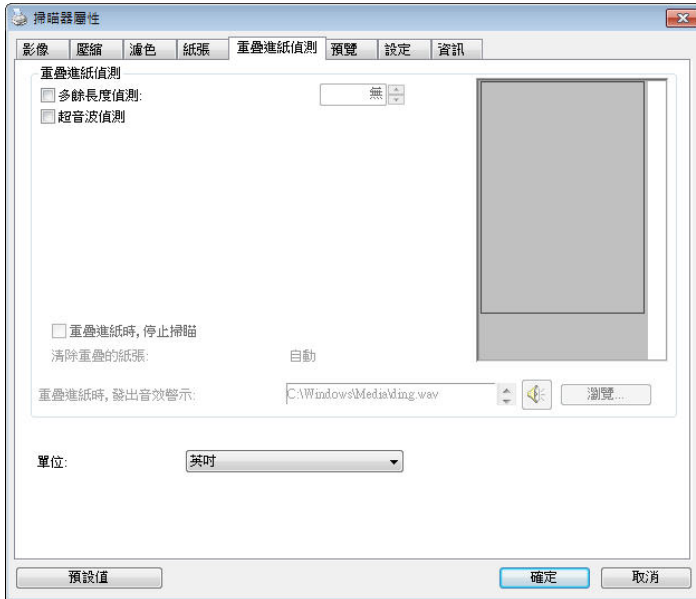 掃瞄器屬性
影像 壓縮 濾色 紙張 重疊進紙偵測 預覽 設定 資訊
重疊進紙偵測
多餘長度偵測: 無
超音波偵測
重疊進紙時, 停止掃瞄
清除重疊的紙張: 自動
重疊進紙時, 發出音效警示: C:\Windows\Media\ding.wav 瀏覽...
單位: 英吋
預設值 確定 取消